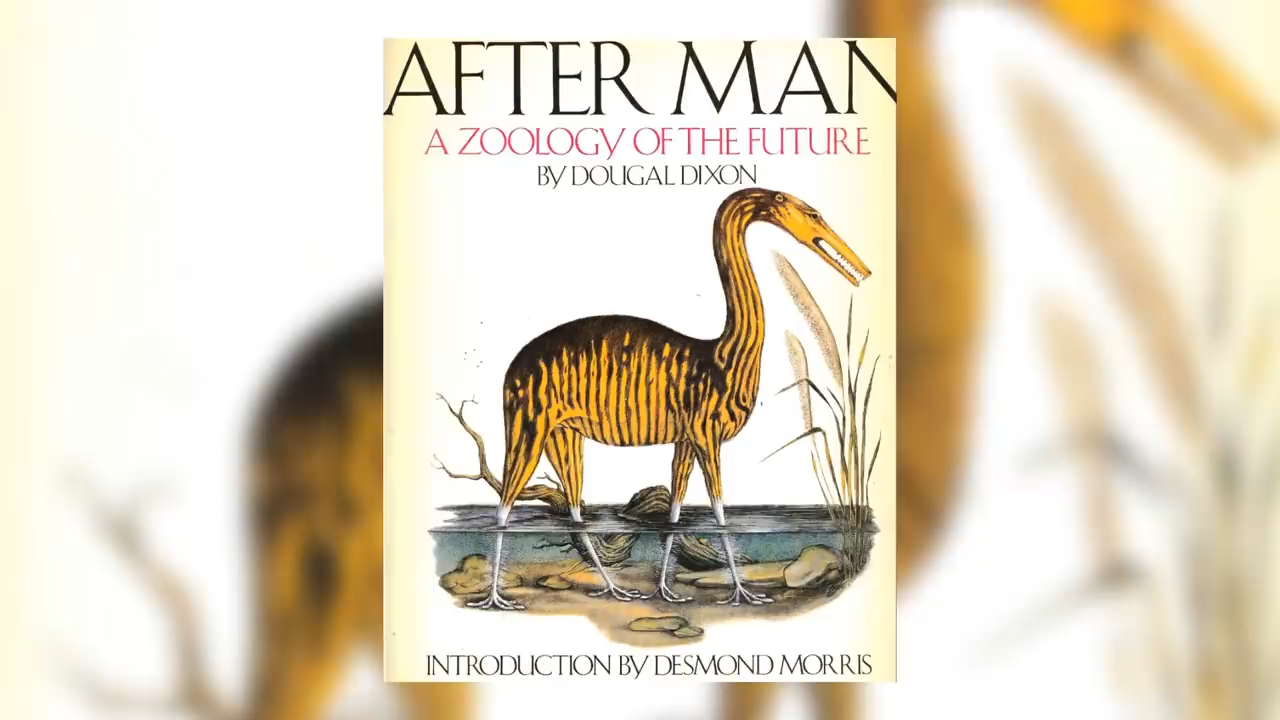 AFTER MAN
A ZOOLOGY OF THE FUTURE
BY DOUGAL DIXON
INTRODUCTION BY DESMOND MORRIS